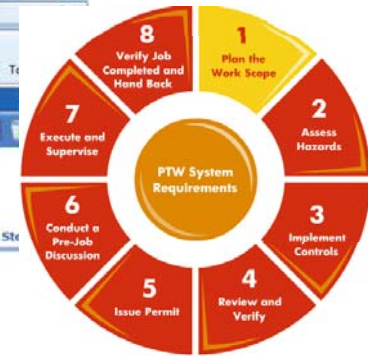 1
Plan the
Work Scope
2
Assess
Hazards
3
Implement
Controls
4
Review and
Verify
5
Issue Permit
6
Conduct a
Pre-Job
Discussion
7
Execute and
Supervise
8
Verify Job
Completed and
Hand Back
PTW System
Requirements